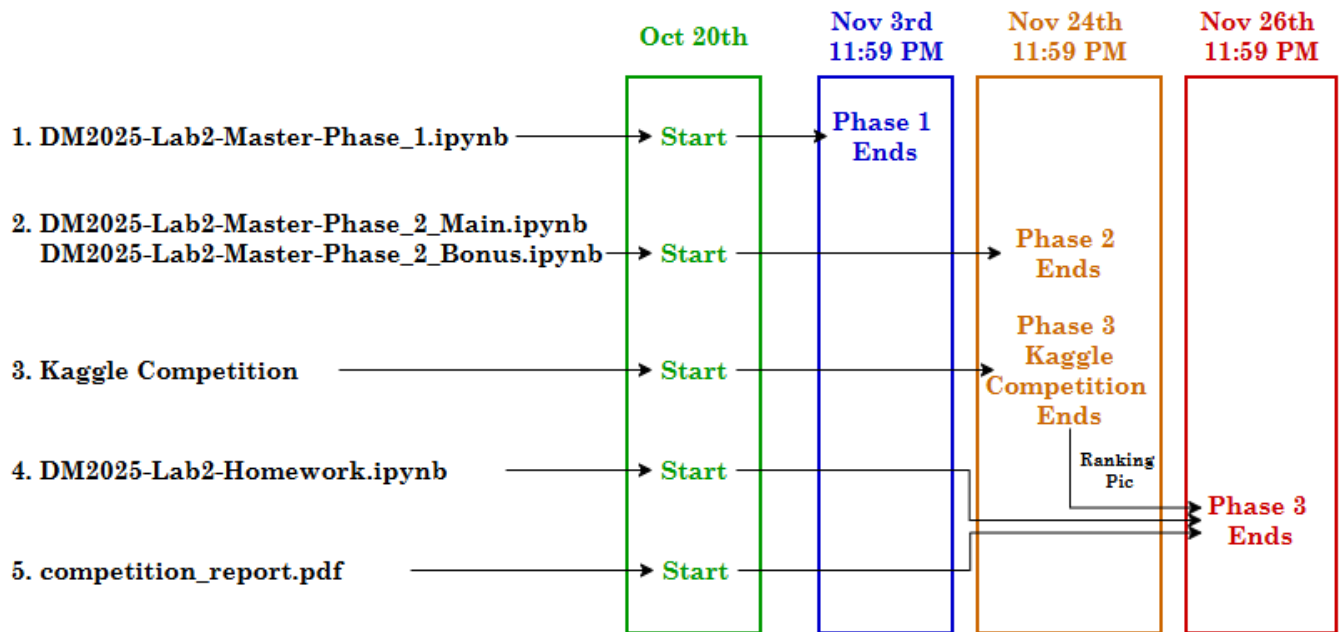 Oct 20th
Nov 3rd
11:59 PM
Nov 24th
11:59 PM
Nov 26th
11:59 PM
1. DM2025-Lab2-Master-Phase_1.ipynb
Start
Phase 1
Ends
2. DM2025-Lab2-Master-Phase_2_Main.ipynb
DM2025-Lab2-Master-Phase_2_Bonus.ipynb
Start
Phase 2
Ends
3. Kaggle Competition
Start
Phase 3
Kaggle
Competition
Ends
4. DM2025-Lab2-Homework.ipynb
Start
Ranking
Pic
Phase 3
Ends
5. competition_report.pdf
Start